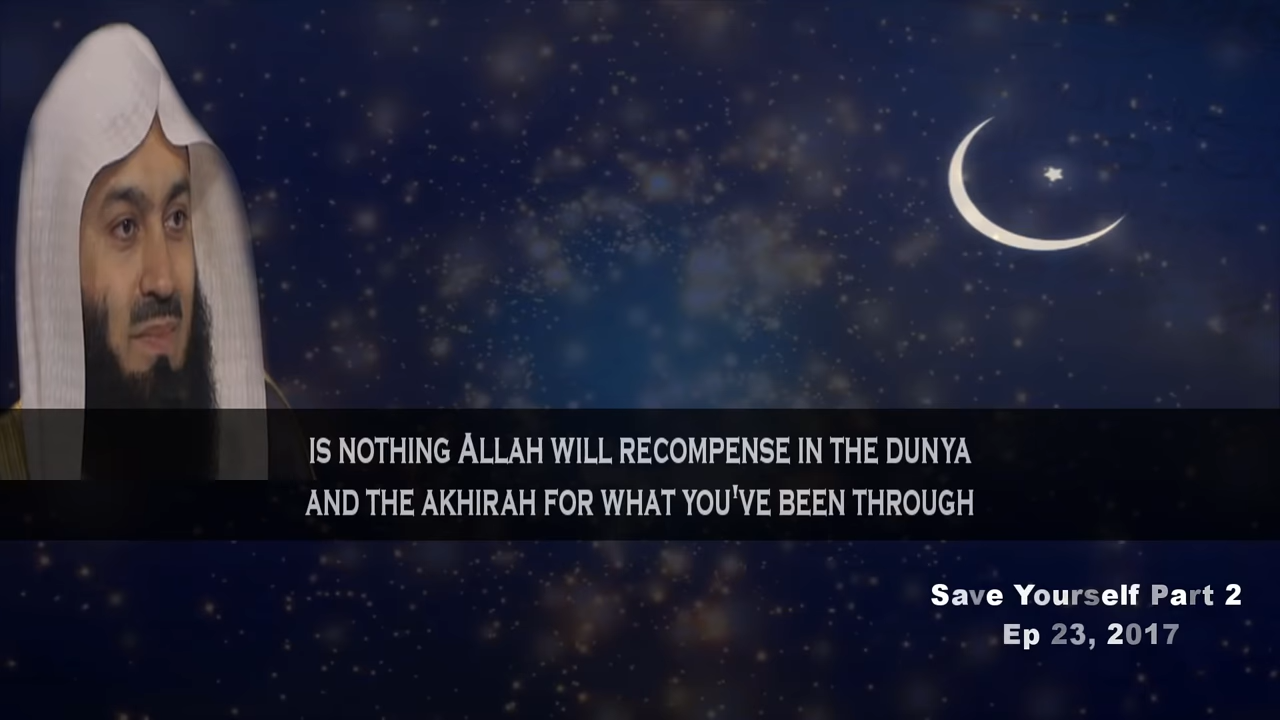 IS NOTHING ALLAH WILL RECOMPENSE IN THE DUNYA
AND THE AKHIRAH FOR WHAT YOU'VE BEEN THROUGH
Save Yourself Part 2
Ep 23, 2017